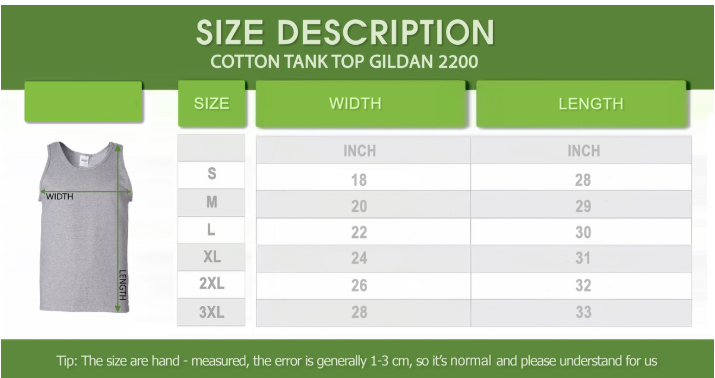 SIZE DESCRIPTION
COTTON TANK TOP GILDAN 2200
SIZE WIDTH LENGTH
INCH INCH
S 18 28
M 20 29
L 22 30
XL 24 31
2XL 26 32
3XL 28 33
WIDTH
LENGTH
Tip: The size are hand - measured, the error is generally 1-3 cm, so it's normal and please understand for us